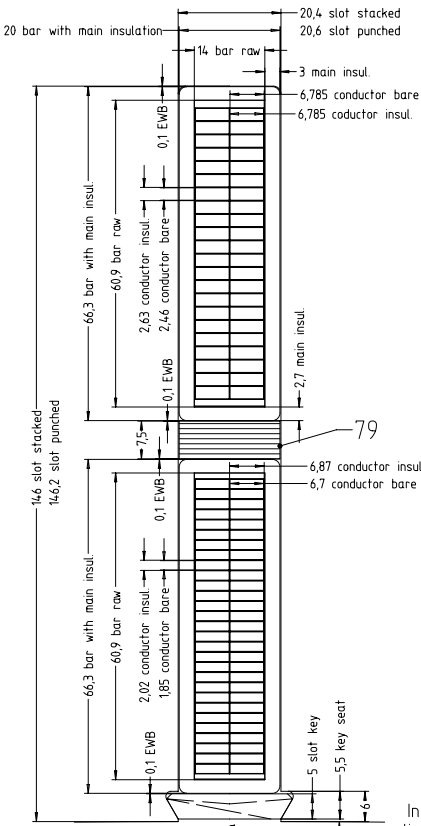 20,4 slot stacked
20 bar with main insulation
20,6 slot punched
14 bar raw
3 main insul.
6,785 conductor bare
6,785 coductor insul.
0,1 EWB
66,3 bar with main insul.
60,9 bar raw
2,63 conductor insul.
2,46 conductor bare
0,1 EWB
2,7 main insul.
146 slot stacked
146,2 slot punched
7,5
79
6,87 conductor insul
6,7 conductor bare
0,1 EWB
66,3 bar with main insul.
60,9 bar raw
2,02 conductor insul.
1,85 conductor bare
0,1 EWB
5 slot key
5,5 key seat
6
In